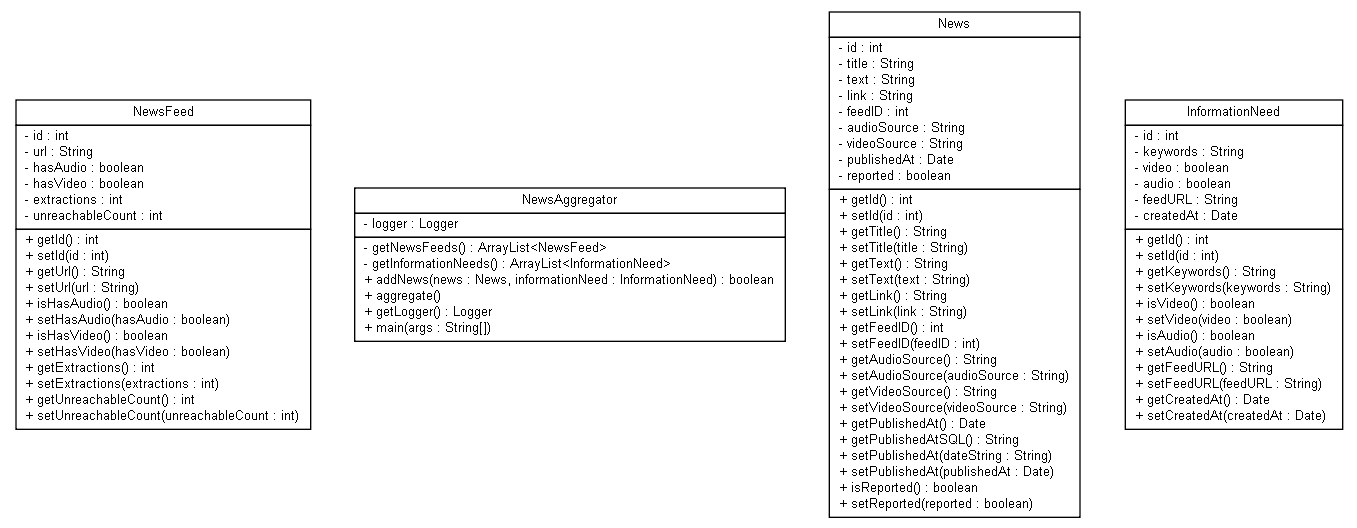 NewsFeed
- id : int
- url : String
- hasAudio : boolean
- hasVideo : boolean
- extractions : int
- unreachableCount : int
+ getId() : int
+ setId(id : int)
+ getUrl() : String
+ setUrl(url : String)
+ isHasAudio() : boolean
+ setHasAudio(hasAudio : boolean)
+ isHasVideo() : boolean
+ setHasVideo(hasVideo : boolean)
+ getExtractions() : int
+ setExtractions(extractions : int)
+ getUnreachableCount() : int
+ setUnreachableCount(unreachableCount : int)
NewsAggregator
- logger : Logger
- getNewsFeeds() : ArrayList<NewsFeed>
- getInformationNeeds() : ArrayList<InformationNeed>
+ addNews(news : News, informationNeed : InformationNeed) : boolean
+ aggregate()
+ getLogger() : Logger
+ main(args : String[])
News
- id : int
- title : String
- text : String
- link : String
- feedID : int
- audioSource : String
- videoSource : String
- publishedAt : Date
- reported : boolean
+ getId() : int
+ setId(id : int)
+ getTitle() : String
+ setTitle(title : String)
+ getText() : String
+ setText(text : String)
+ getLink() : String
+ setLink(link : String)
+ getFeedID() : int
+ setFeedID(feedID : int)
+ getAudioSource() : String
+ setAudioSource(audioSource : String)
+ getVideoSource() : String
+ setVideoSource(videoSource : String)
+ getPublishedAt() : Date
+ getPublishedAtSQL() : String
+ setPublishedAt(dateString : String)
+ setPublishedAt(publishedAt : Date)
+ isReported() : boolean
+ setReported(reported : boolean)
InformationNeed
- id : int
- keywords : String
- video : boolean
- audio : boolean
- feedURL : String
- createdAt : Date
+ getId() : int
+ setId(id : int)
+ getKeywords() : String
+ setKeywords(keywords : String)
+ isVideo() : boolean
+ setVideo(video : boolean)
+ isAudio() : boolean
+ setAudio(audio : boolean)
+ getFeedURL() : String
+ setFeedURL(feedURL : String)
+ getCreatedAt() : Date
+ setCreatedAt(createdAt : Date)